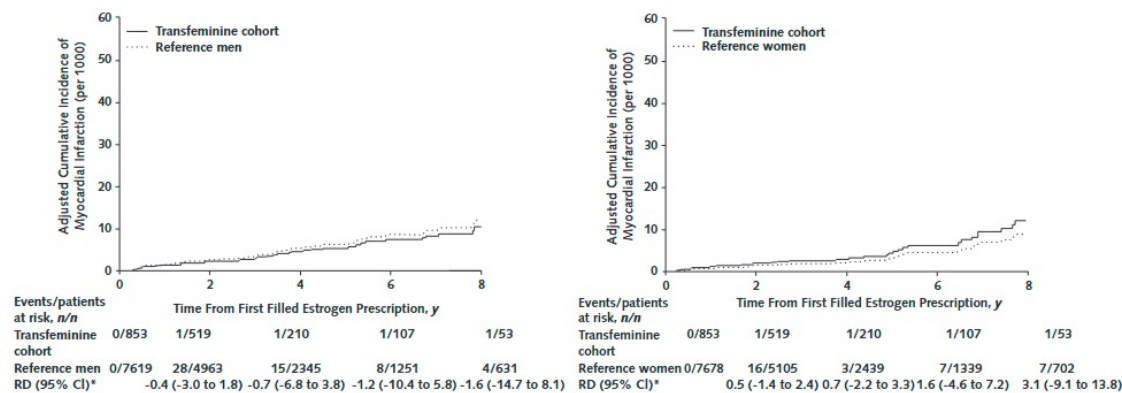 Adjusted Cumulative Incidence of
Myocardial Infarction (per 1000)
60
50
40
30
20
10
0
Transfeminine cohort
Reference men
0 2 4 6 8
Time From First Filled Estrogen Prescription, y
Events/patients
at risk, n/n
Transfeminine 0/853 1/519 1/210 1/107 1/53
cohort
Reference men 0/7619 28/4963 15/2345 8/1251 4/631
RD (95% CI)* -0.4 (-3.0 to 1.8) -0.7 (-6.8 to 3.8) -1.2 (-10.4 to 5.8) -1.6 (-14.7 to 8.1)
Adjusted Cumulative Incidence of
Myocardial Infarction (per 1000)
60
50
40
30
20
10
0
Transfeminine cohort
Reference women
0 2 4 6 8
Time From First Filled Estrogen Prescription, y
Events/patients
at risk, n/n
Transfeminine 0/853 1/519 1/210 1/107 1/53
cohort
Reference women 0/7678 16/5105 3/2439 7/1339 7/702
RD (95% CI)* 0.5 (-1.4 to 2.4) 0.7 (-2.2 to 3.3) 1.6 (-4.6 to 7.2) 3.1 (-9.1 to 13.8)